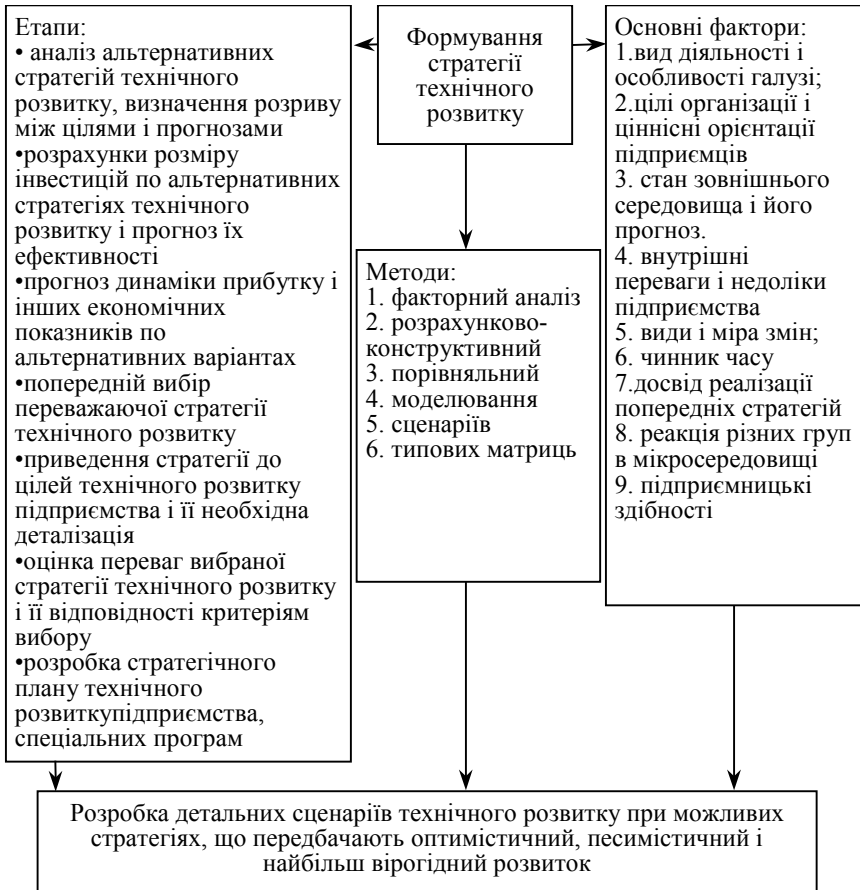 Етапи:
• аналіз альтернативних
стратегій технічного
розвитку, визначення розриву
між цілями і прогнозами
•розрахунки розміру
інвестицій по альтернативних
стратегіях технічного
розвитку і прогноз їх
ефективності
•прогноз динаміки прибутку і
інших економічних
показників по
альтернативних варіантах
•попередній вибір
переважаючої стратегії
технічного розвитку
•приведення стратегії до
цілей технічного розвитку
підприємства і її необхідна
деталізація
•оцінка переваг вибраної
стратегії технічного розвитку
і її відповідності критеріям
вибору
•розробка стратегічного
плану технічного
розвиткупідприємства,
спеціальних програм
Формування
стратегії
технічного
розвитку
Методи:
1. факторний аналіз
2. розрахунково-
конструктивний
3. порівняльний
4. моделювання
5. сценаріїв
6. типових матриць
Основні фактори:
1.вид діяльності і
особливості галузі;
2.цілі організації і
ціннісні орієнтації
підприємців
3. стан зовнішнього
середовища і його
прогноз.
4. внутрішні
переваги і недоліки
підприємства
5. види і міра змін;
6. чинник часу
7.досвід реалізації
попередніх стратегій
8. реакція різних груп
в мікросередовищі
9. підприємницькі
здібності
Розробка детальних сценаріїв технічного розвитку при можливих
стратегіях, що передбачають оптимістичний, песимістичний і
найбільш вірогідний розвиток